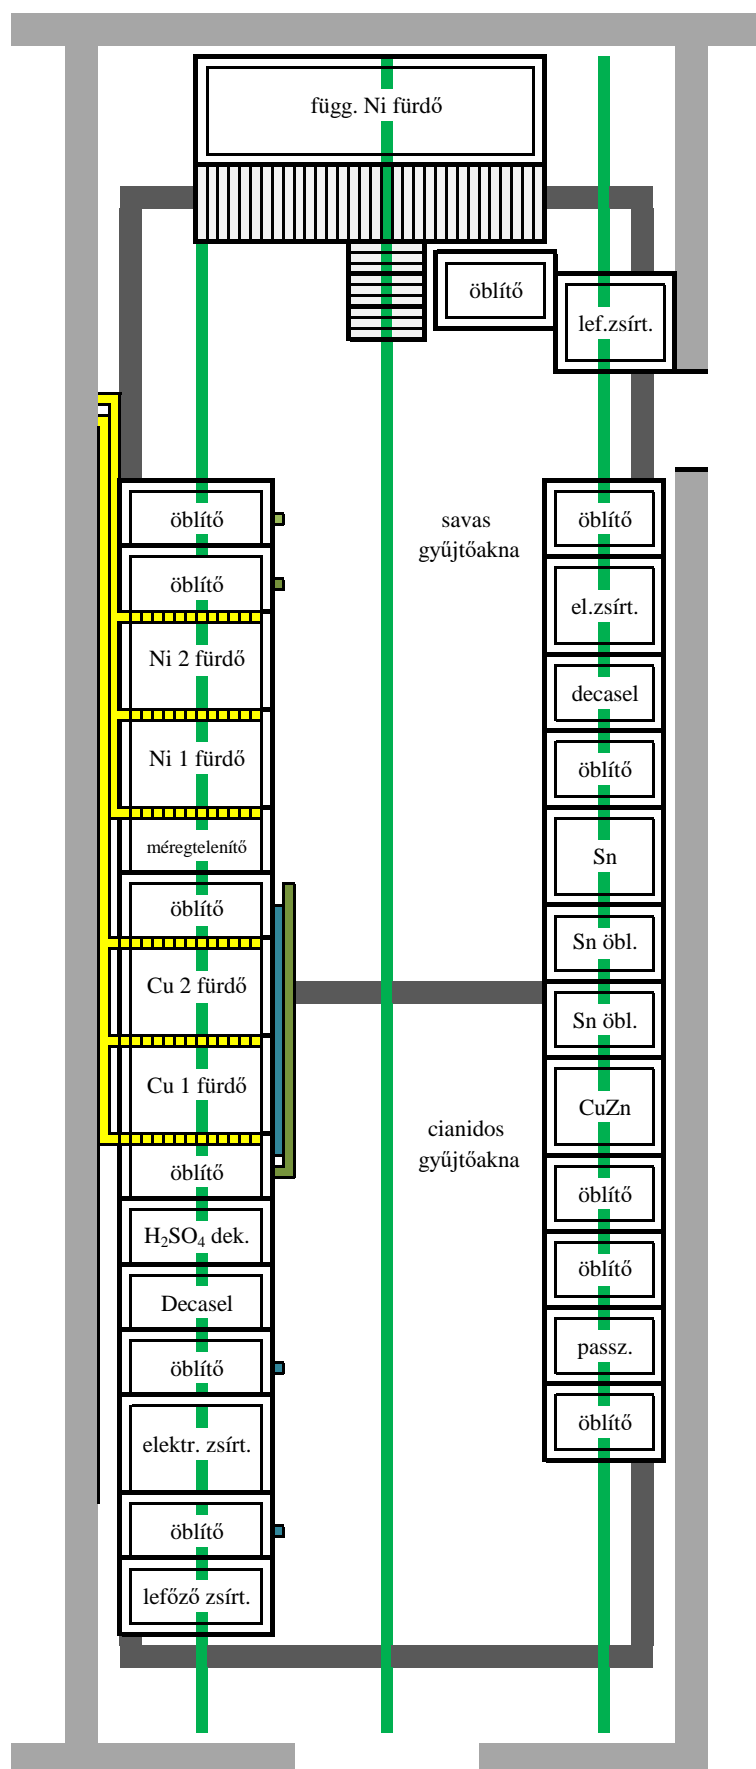 függ. Ni fürdő
öblítő
lef.zsírt.
öblítő
öblítő
Ni 2 fürdő
Ni 1 fürdő
méregtelenítő
öblítő
Cu 2 fürdő
Cu 1 fürdő
öblítő
H₂SO₄ dek.
Decasel
öblítő
elektr. zsírt.
öblítő
lefőző zsírt.
savas
gyűjtőakna
cianidos
gyűjtőakna
öblítő
el.zsírt.
decasel
öblítő
Sn
Sn öbl.
Sn öbl.
CuZn
öblítő
öblítő
passz.
öblítő